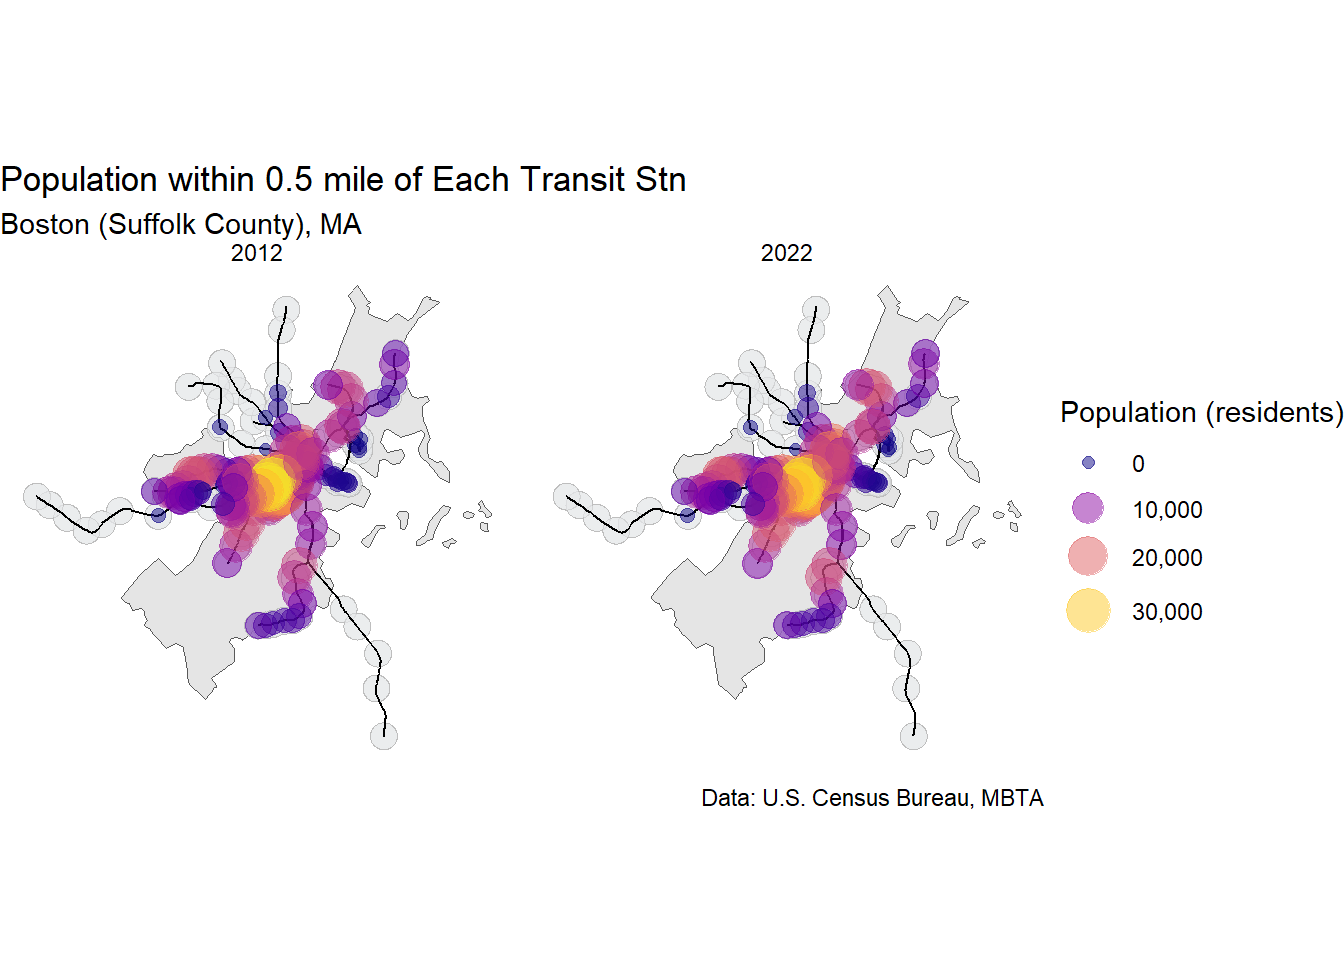 Population within 0.5 mile of Each Transit Stn
Boston (Suffolk County), MA
2012
2022
Population (residents)
0
10,000
20,000
30,000
Data: U.S. Census Bureau, MBTA